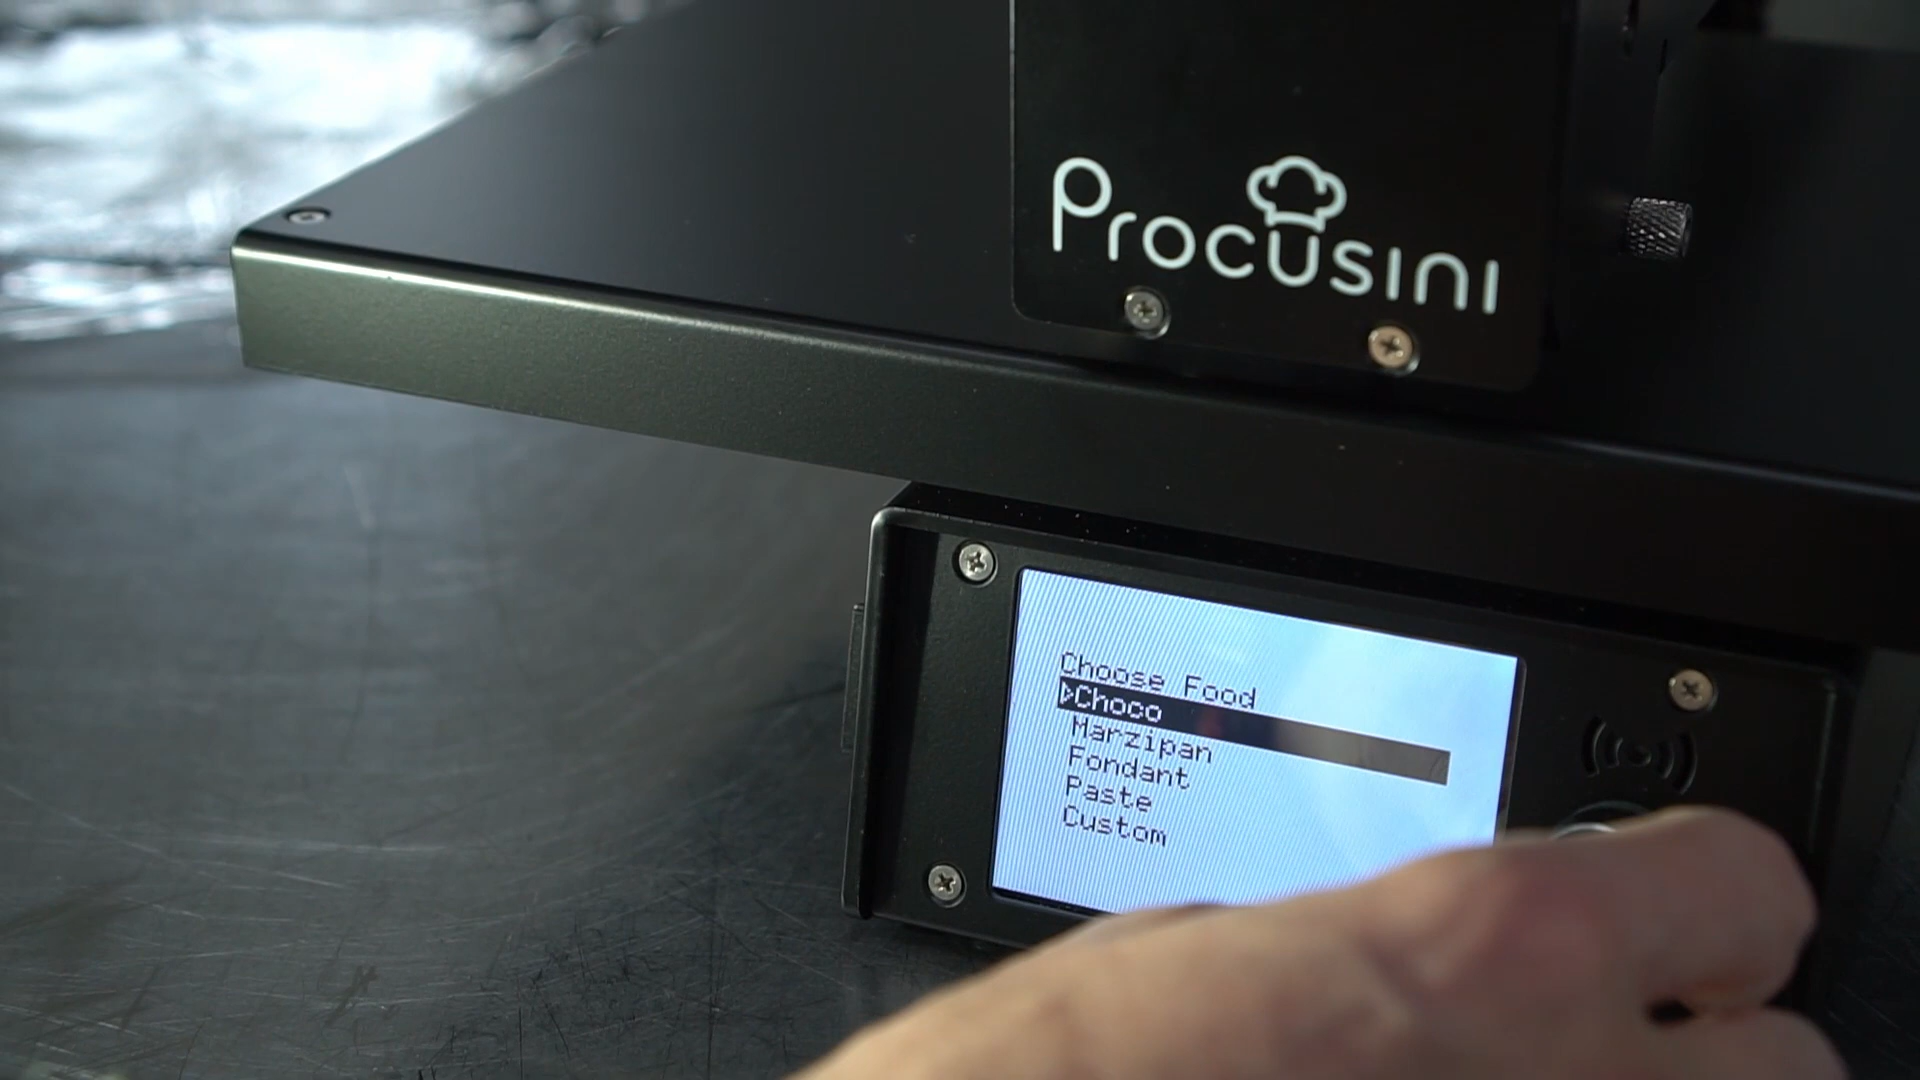 Procusini
Choose Food
Choco
Marzipan
Fondant
Paste
Custom